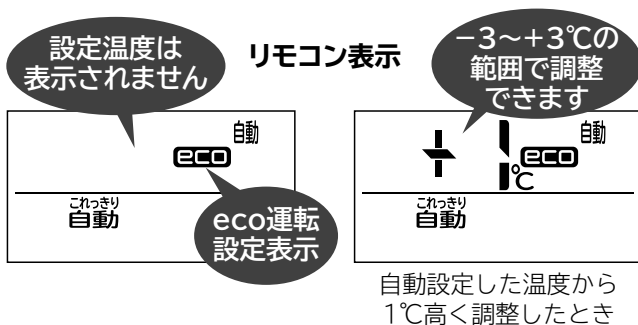 設定温度は
表示されません
リモコン表示
−3～+3℃の
範囲で調整
できます
自動
eco
これっきり
自動
eco運転
設定表示
自動
+1℃
eco
これっきり
自動
自動設定した温度から
1℃高く調整したとき